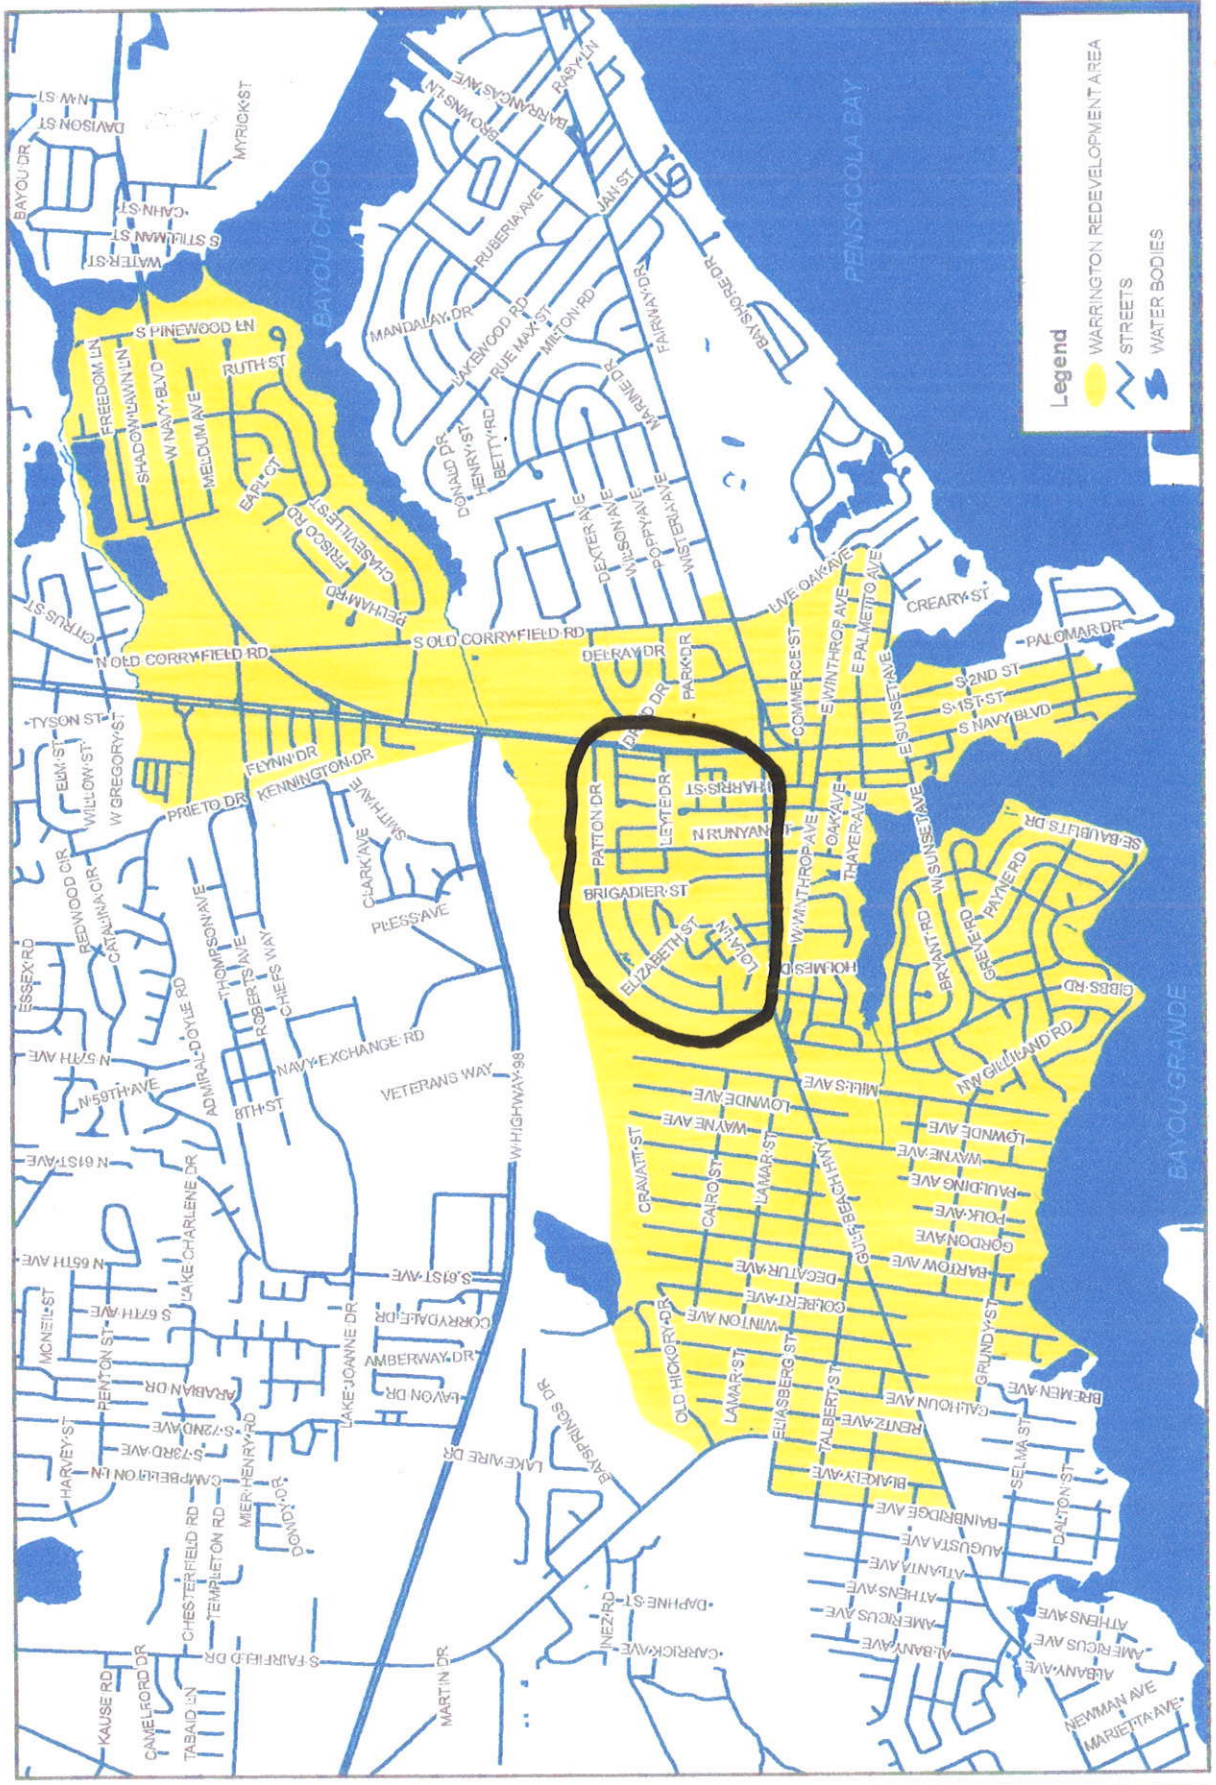 N-W-ST
DAVISON ST
BAYOU DR
CAHN-ST
S STILLMAN ST
WATER-ST
MYRICK-ST
BAYOU CHICO
BARRANCAS AVE
BROWNS-LN
RABY-LN
RUBERIA AVE
JAN-ST
MANDALAY DR
LAKEWOOD RD
RUE MAX ST
MILTON RD
FAIRWAY-DR
BAYSHORE DR
PENSACOLA BAY
S PINEWOOD LN
FREEDOM LN
SHADOW LAWN LN
W NAVY BLVD
MELDUM AVE
RUTH ST
EARL CT
FRISCO RD
CHASEVILLE ST
PELHAM-RD
DONALD DR
HENRY-ST
BETTY-RD
MARINE DR
DEXTER AVE
WILSON AVE
POPPY-AVE
WISTERIA AVE
LIVE OAK AVE
CITRUS ST
N OLD CORRY FIELD RD
S OLD CORRY FIELD RD
DELRAY DR
PARK DR
COMMERCE ST
E WINTHROP AVE
E PALMETTO AVE
E SUNSET AVE
CREARY ST
PALOMAR DR
S 2ND ST
S-1ST-ST
S NAVY BLVD
TYSON ST
ELM-ST
WILLOW ST
W GREGORY ST
PRIETO DR
FLYNN DR
KENNINGTON DR
SMITH AVE
CLARK AVE
PLESS AVE
PATTON DR
LEYTE DR
HARRIS ST
N RUNYAN ST
BRIGADIER ST
ELIZABETH ST
LOLA LN
OAK AVE
THAYER AVE
W WINTHROP AVE
W SUNSET AVE
HOLMES D
SE BAUBLITS DR
PAYNE RD
GREVE RD
BRYANT RD
GIBBS RD
NW GILLILAND RD
BAYOU GRANDE
REDWOOD CIR
CATALINA CIR
ESSEX RD
N 57TH AVE
N-59TH-AVE
N 61ST AVE
ADMIRAL DOYLE RD
THOMPSON AVE
ROBERTS AVE
CHIEFS WAY
8TH ST
NAVY EXCHANGE RD
VETERANS WAY
W HIGHWAY 98
MILLS AVE
LOWNDE AVE
WAYNE AVE
CRAVATT ST
CAIRO ST
LAMAR ST
GULF BEACH HWY
LOWNDE AVE
WAYNE AVE
PAULDING AVE
POLK AVE
GORDON AVE
BARTOW AVE
DECATUR AVE
COLBERT AVE
WINTON AVE
N 65TH AVE
LAKE CHARLENE DR
S 61ST AVE
S 67TH AVE
MCNEIL ST
PENTON ST
ARABIAN DR
LAKE JOANNE DR
CORRYDALE DR
AMBERWAY DR
LAVON DR
OLD HICKORY DR
LAMAR ST
ELIASBERG ST
TALBERT ST
GRUNDY ST
CALHOUN AVE
BREMEN AVE
RENTZ AVE
BLAKELY AVE
BAINBRIDGE AVE
SELMA ST
DALTON ST
HARVEY ST
S-72ND AVE
S-73RD AVE
CAMPBELLTON LN
MIER HENRY RD
DOWDY DR
LAKEAIRE DR
BAYSPRINGS DR
CHESTERFIELD RD
TEMPLETON RD
S FAIRFIELD DR
KAUSE RD
CAMELFORD DR
TABAID LN
MARTIN DR
INEZ RD
DAPHNE ST
CARRICK AVE
AUGUSTA AVE
ATLANTA AVE
ATHENS AVE
AMERICUS AVE
ALBANY AVE
ATHENS AVE
AMERICUS AVE
ALBANY AVE
NEWMAN AVE
MARIETTA AVE
Legend
WARRINGTON REDEVELOPMENT AREA
STREETS
WATER BODIES